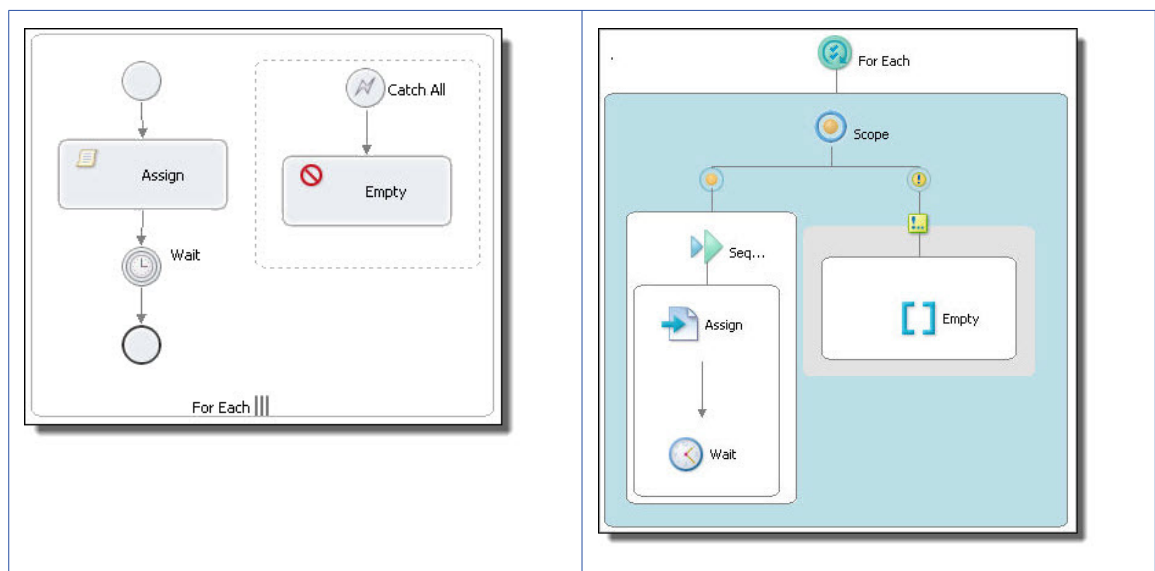 Catch All
Assign
Empty
Wait
For Each
For Each
Scope
Seq...
Assign
Empty
Wait